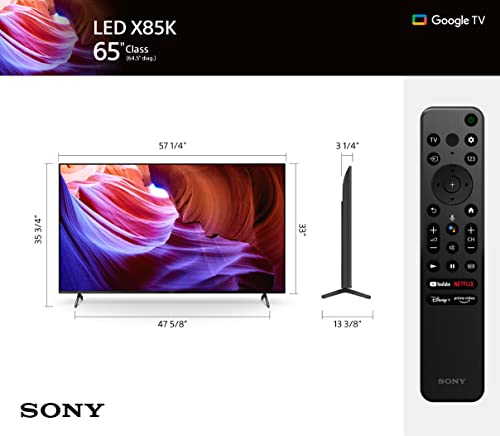 LED X85K
65" Class
(64.5" diag.)
Google TV
57 1/4"
3 1/4"
35 3/4"
33"
47 5/8"
13 3/8"
TV
123
CH
YouTube
NETFLIX
Disney+
prime video
SONY
SONY